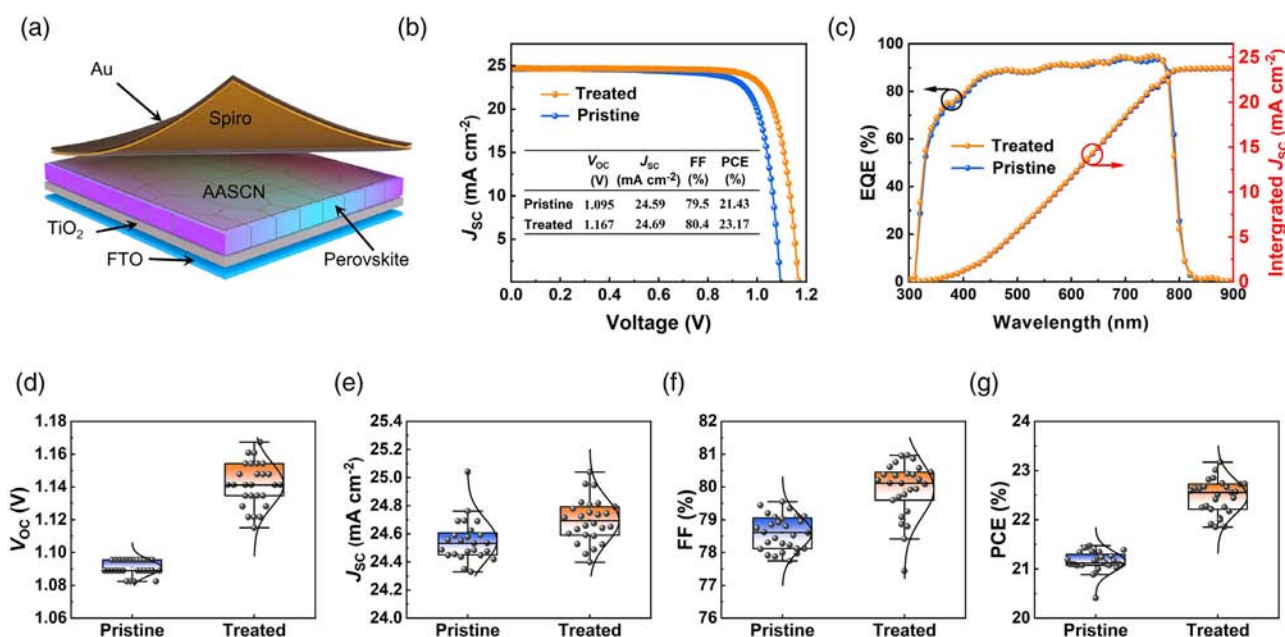 (a)
Au
Spiro
AASCN
TiO2
FTO
Perovskite
(b)
JSC (mA cm-2)
25
20
15
10
5
Treated
Pristine
VOC JSC FF PCE
(V) (mA cm-2) (%) (%)
Pristine 1.095 24.59 79.5 21.43
Treated 1.167 24.69 80.4 23.17
0.0 0.2 0.4 0.6 0.8 1.0 1.2
Voltage (V)
(c)
EQE (%)
100
80
60
40
20
0
Treated
Pristine
25
20
15
10
5
0
Intergrated JSC (mA cm-2)
300 400 500 600 700 800 900
Wavelength (nm)
(d)
VOC (V)
1.18
1.16
1.14
1.12
1.10
1.08
1.06
Pristine Treated
(e)
JSC (mA cm-2)
25.4
25.2
25.0
24.8
24.6
24.4
24.2
24.0
Pristine Treated
(f)
FF (%)
82
81
80
79
78
77
76
Pristine Treated
(g)
PCE (%)
24
23
22
21
20
Pristine Treated